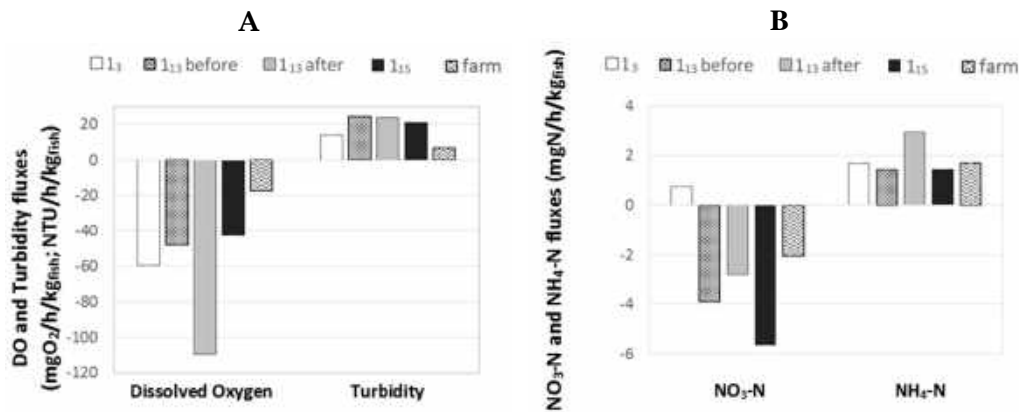 A
1₃ 1₁₃ before 1₁₃ after 1₁₅ farm
DO and Turbidity fluxes
(mgO₂/h/kgfish; NTU/h/kgfish)
20
0
-20
-40
-60
-80
-100
-120
Dissolved Oxygen Turbidity
B
1₃ 1₁₃ before 1₁₃ after 1₁₅ farm
NO₃-N and NH₄-N fluxes (mgN/h/kgfish)
4
2
0
-2
-4
-6
NO₃-N NH₄-N